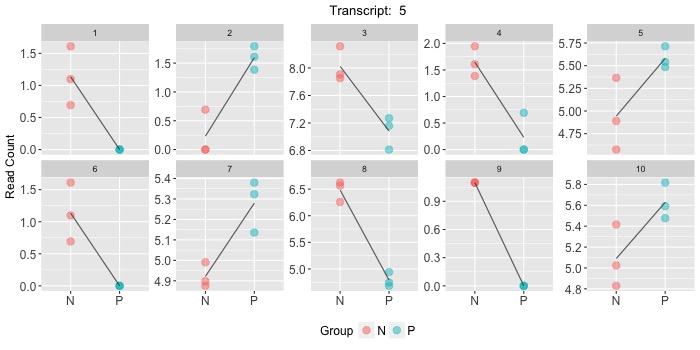 Transcript: 5
Read Count
1 2 3 4 5
1.5 1.0 0.5 0.0
1.5 1.0 0.5 0.0
8.0 7.6 7.2 6.8
2.0 1.5 1.0 0.5 0.0
5.75 5.50 5.25 5.00 4.75
6 7 8 9 10
1.5 1.0 0.5 0.0
5.4 5.3 5.2 5.1 5.0 4.9
6.5 6.0 5.5 5.0
0.9 0.6 0.3 0.0
5.8 5.6 5.4 5.2 5.0 4.8
N P N P N P N P N P
Group N P